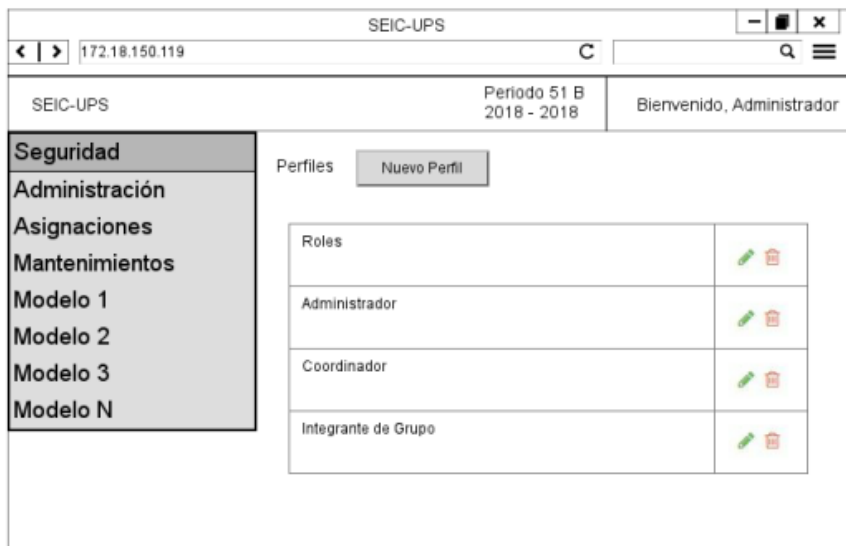 SEIC-UPS
172.18.150.119
SEIC-UPS
Periodo 51 B
2018 - 2018
Bienvenido, Administrador
Seguridad
Administración
Asignaciones
Mantenimientos
Modelo 1
Modelo 2
Modelo 3
Modelo N
Perfiles
Nuevo Perfil
Roles
Administrador
Coordinador
Integrante de Grupo